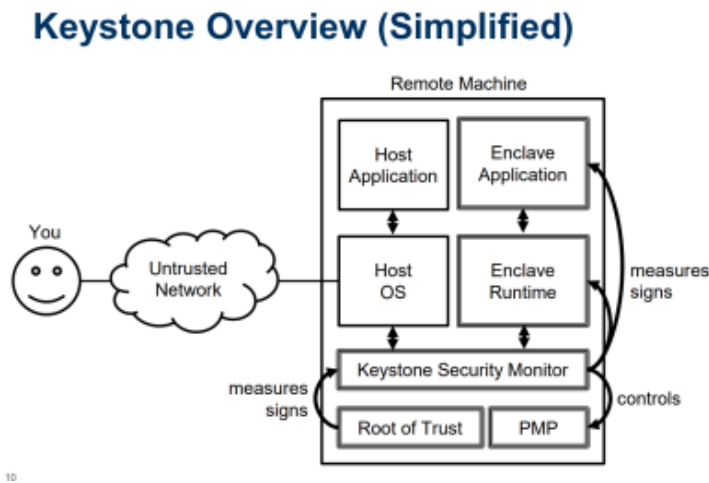 Keystone Overview (Simplified)
Remote Machine
Host
Application
Enclave
Application
You
Untrusted
Network
Host
OS
Enclave
Runtime
measures
signs
Keystone Security Monitor
measures
signs
controls
Root of Trust
PMP
10